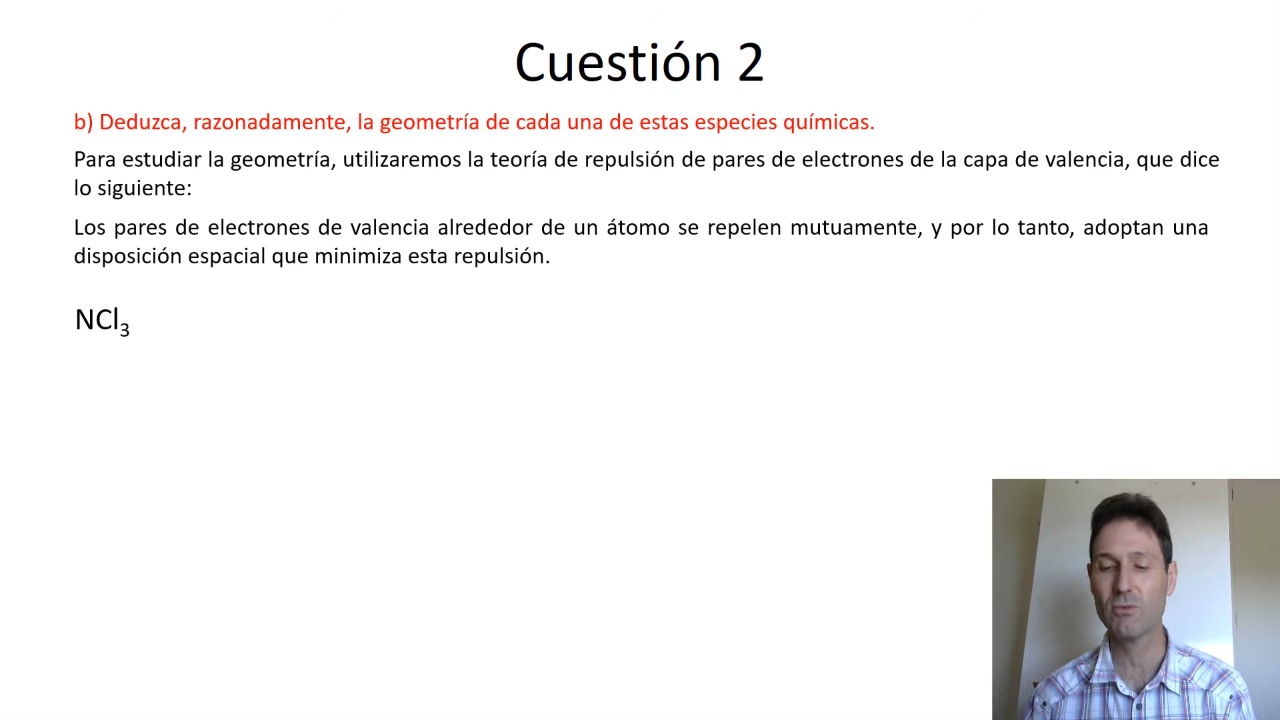 Cuestión 2
b) Deduzca, razonadamente, la geometría de cada una de estas especies químicas.
Para estudiar la geometría, utilizaremos la teoría de repulsión de pares de electrones de la capa de valencia, que dice
lo siguiente:
Los pares de electrones de valencia alrededor de un átomo se repelen mutuamente, y por lo tanto, adoptan una
disposición espacial que minimiza esta repulsión.
NCl₃